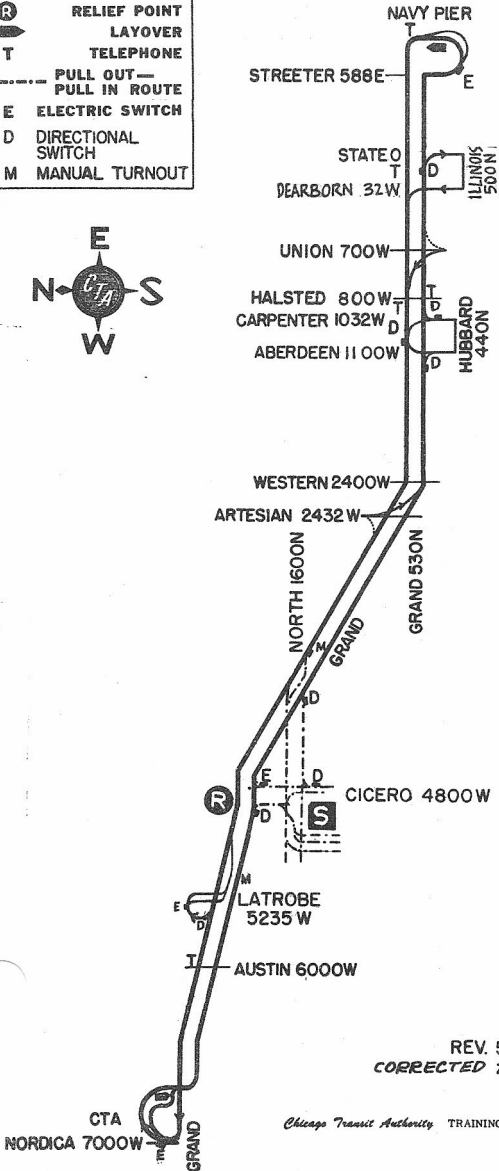 R RELIEF POINT
LAYOVER
T TELEPHONE
PULL OUT—
PULL IN ROUTE
E ELECTRIC SWITCH
D DIRECTIONAL
SWITCH
M MANUAL TURNOUT
E
N CTA S
W
NAVY PIER
T
STREETER 588E
E
STATE 0
T D
DEARBORN 32W
ILLINOIS
500N
UNION 700W
HALSTED 800W
T
T D
CARPENTER 1032W
D
ABERDEEN 1100W
D
HUBBARD
440N
WESTERN 2400W
ARTESIAN 2432W
NORTH 1600N
GRAND 530N
M
GRAND
D
E D
CICERO 4800W
R
S
D
M
LATROBE
5235W
E
D
T
AUSTIN 6000W
REV. 5
CORRECTED
CTA
NORDICA 7000W
E
GRAND
Chicago Transit Authority TRAINING